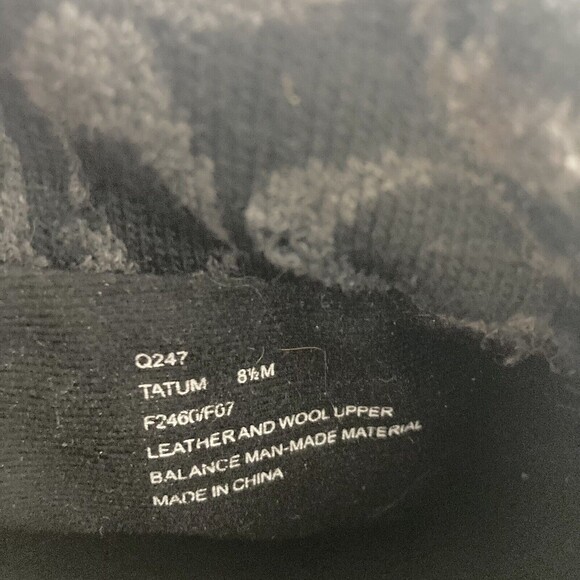 Q247
TATUM 8½M
F2460/F07
LEATHER AND WOOL UPPER
BALANCE MAN-MADE MATERIAL
MADE IN CHINA